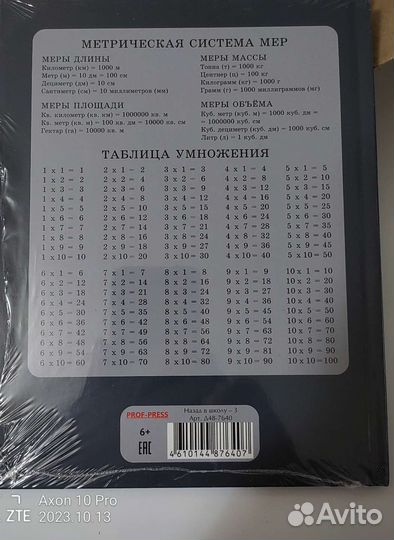 МЕТРИЧЕСКАЯ СИСТЕМА МЕР
МЕРЫ ДЛИНЫ
Километр (км) = 1000 м
Метр (м) = 10 дм = 100 см
Дециметр (дм) = 10 см
Сантиметр (см) = 10 миллиметров (мм)
МЕРЫ МАССЫ
Тонна (т) = 1000 кг
Центнер (ц) = 100 кг
Килограмм (кг) = 1000 г
Грамм (г) = 1000 миллиграммов (мг)
МЕРЫ ПЛОЩАДИ
Кв. километр (кв. км) = 1000000 кв. м
Кв. метр (кв. м) = 100 кв. дм = 10000 кв. см
Гектар (га) = 10000 кв. м
МЕРЫ ОБЪЁМА
Куб. метр (куб. м) = 1000 куб. дм =
= 1000000 куб. см
Куб. дециметр (куб. дм) = 1000 куб. см
Литр (л) = 1 куб. дм
ТАБЛИЦА УМНОЖЕНИЯ
1 x 1 = 1 2 x 1 = 2 3 x 1 = 3 4 x 1 = 4 5 x 1 = 5
1 x 2 = 2 2 x 2 = 4 3 x 2 = 6 4 x 2 = 8 5 x 2 = 10
1 x 3 = 3 2 x 3 = 6 3 x 3 = 9 4 x 3 = 12 5 x 3 = 15
1 x 4 = 4 2 x 4 = 8 3 x 4 = 12 4 x 4 = 16 5 x 4 = 20
1 x 5 = 5 2 x 5 = 10 3 x 5 = 15 4 x 5 = 20 5 x 5 = 25
1 x 6 = 6 2 x 6 = 12 3 x 6 = 18 4 x 6 = 24 5 x 6 = 30
1 x 7 = 7 2 x 7 = 14 3 x 7 = 21 4 x 7 = 28 5 x 7 = 35
1 x 8 = 8 2 x 8 = 16 3 x 8 = 24 4 x 8 = 32 5 x 8 = 40
1 x 9 = 9 2 x 9 = 18 3 x 9 = 27 4 x 9 = 36 5 x 9 = 45
1 x 10 = 10 2 x 10 = 20 3 x 10 = 30 4 x 10 = 40 5 x 10 = 50
6 x 1 = 6 7 x 1 = 7 8 x 1 = 8 9 x 1 = 9 10 x 1 = 10
6 x 2 = 12 7 x 2 = 14 8 x 2 = 16 9 x 2 = 18 10 x 2 = 20
6 x 3 = 18 7 x 3 = 21 8 x 3 = 24 9 x 3 = 27 10 x 3 = 30
6 x 4 = 24 7 x 4 = 28 8 x 4 = 32 9 x 4 = 36 10 x 4 = 40
6 x 5 = 30 7 x 5 = 35 8 x 5 = 40 9 x 5 = 45 10 x 5 = 50
6 x 6 = 36 7 x 6 = 42 8 x 6 = 48 9 x 6 = 54 10 x 6 = 60
6 x 7 = 42 7 x 7 = 49 8 x 7 = 56 9 x 7 = 63 10 x 7 = 70
6 x 8 = 48 7 x 8 = 56 8 x 8 = 64 9 x 8 = 72 10 x 8 = 80
6 x 9 = 54 7 x 9 = 63 8 x 9 = 72 9 x 9 = 81 10 x 9 = 90
6 x 10 = 60 7 x 10 = 70 8 x 10 = 80 9 x 10 = 90 10 x 10 = 100
PROF-PRESS
6+
EAC
Назад в школу – 3
Арт. Д48-7640
4 610144 876407
Axon 10 Pro
ZTE 2023.10.13
Avito